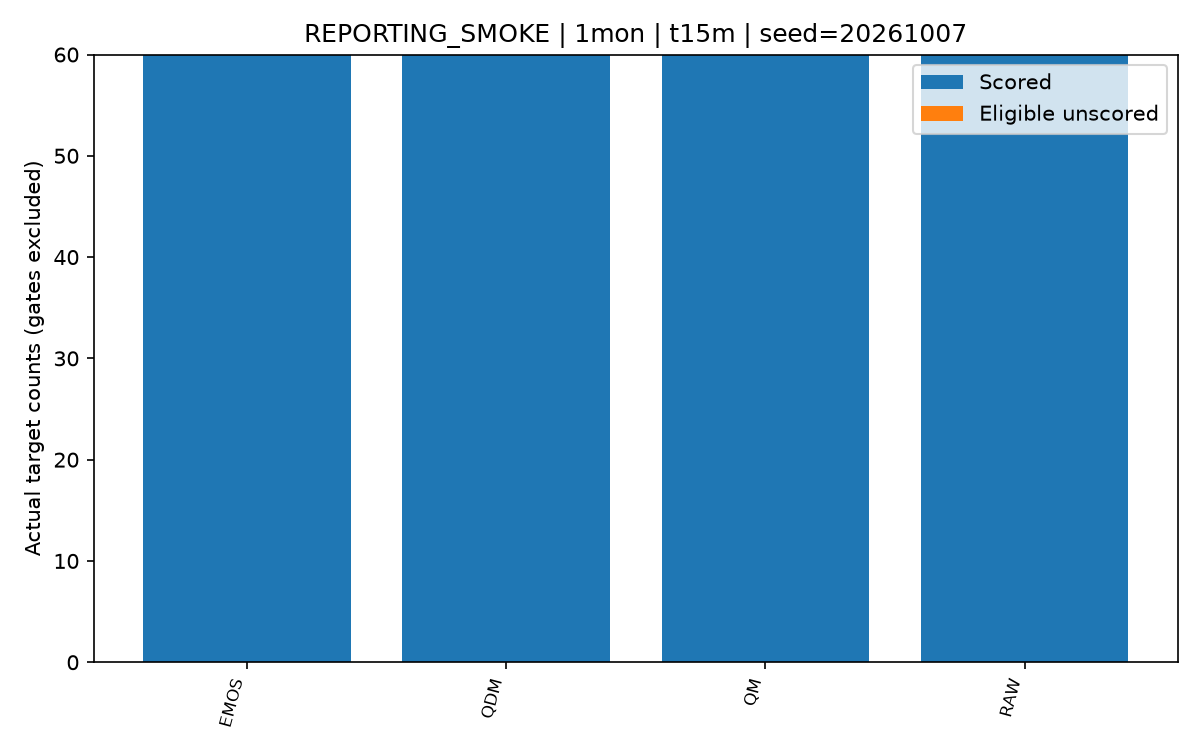 REPORTING_SMOKE | 1mon | t15m | seed=20261007
Scored
Eligible unscored
Actual target counts (gates excluded)
60
50
40
30
20
10
0
EMOS
QDM
QM
RAW